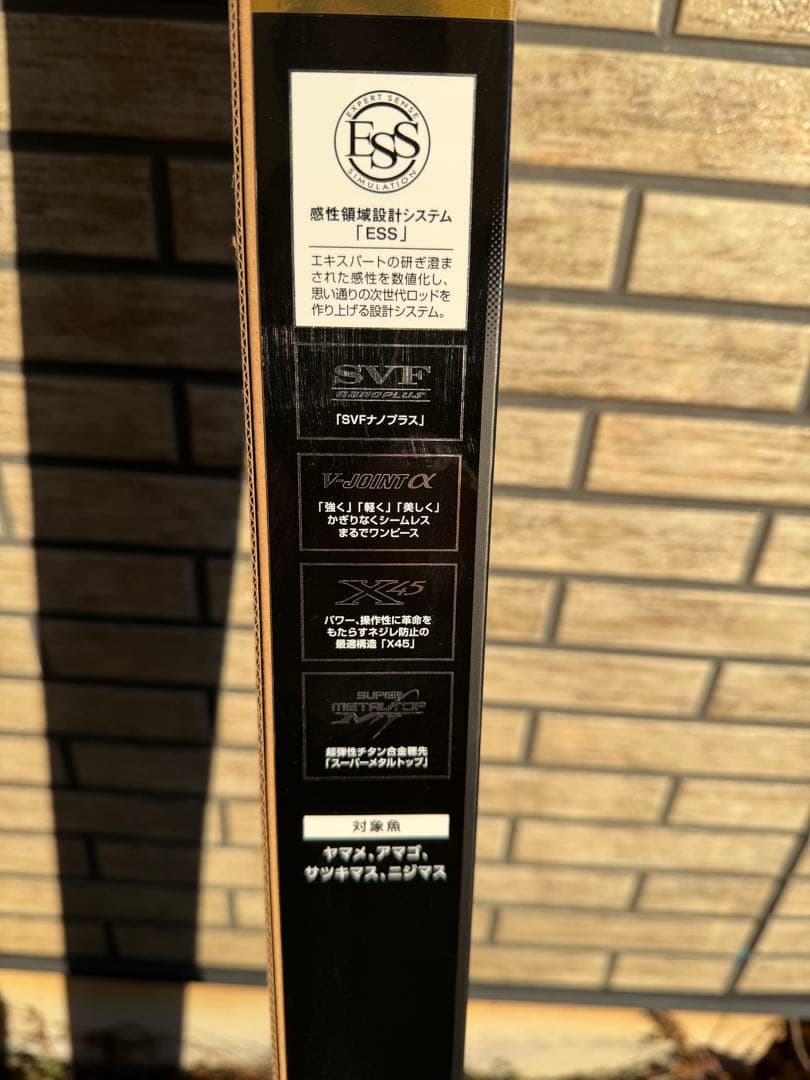 EXPERT SENSE
ESS
SIMULATION
感性領域設計システム
「ESS」
エキスパートの研ぎ澄ま
された感性を数値化し、
思い通りの次世代ロッドを
作り上げる設計システム。
SVF
nanoPLUS
「SVFナノプラス」
V-JOINTα
「強く」「軽く」「美しく」
かぎりなくシームレス
まるでワンピース
X45
パワー、操作性に革命を
もたらすネジレ防止の
最適構造「X45」
SUPER
METAL・TOP
MT
超弾性チタン合金穂先
「スーパーメタルトップ」
対象魚
ヤマメ、アマゴ、
サツキマス、ニジマス